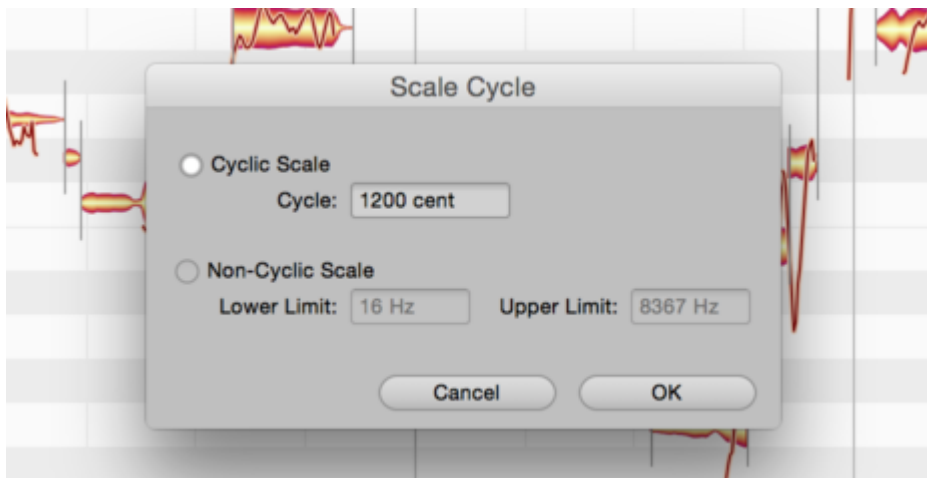 Scale Cycle
Cyclic Scale
Cycle: 1200 cent
Non-Cyclic Scale
Lower Limit: 16 Hz Upper Limit: 8367 Hz
Cancel OK